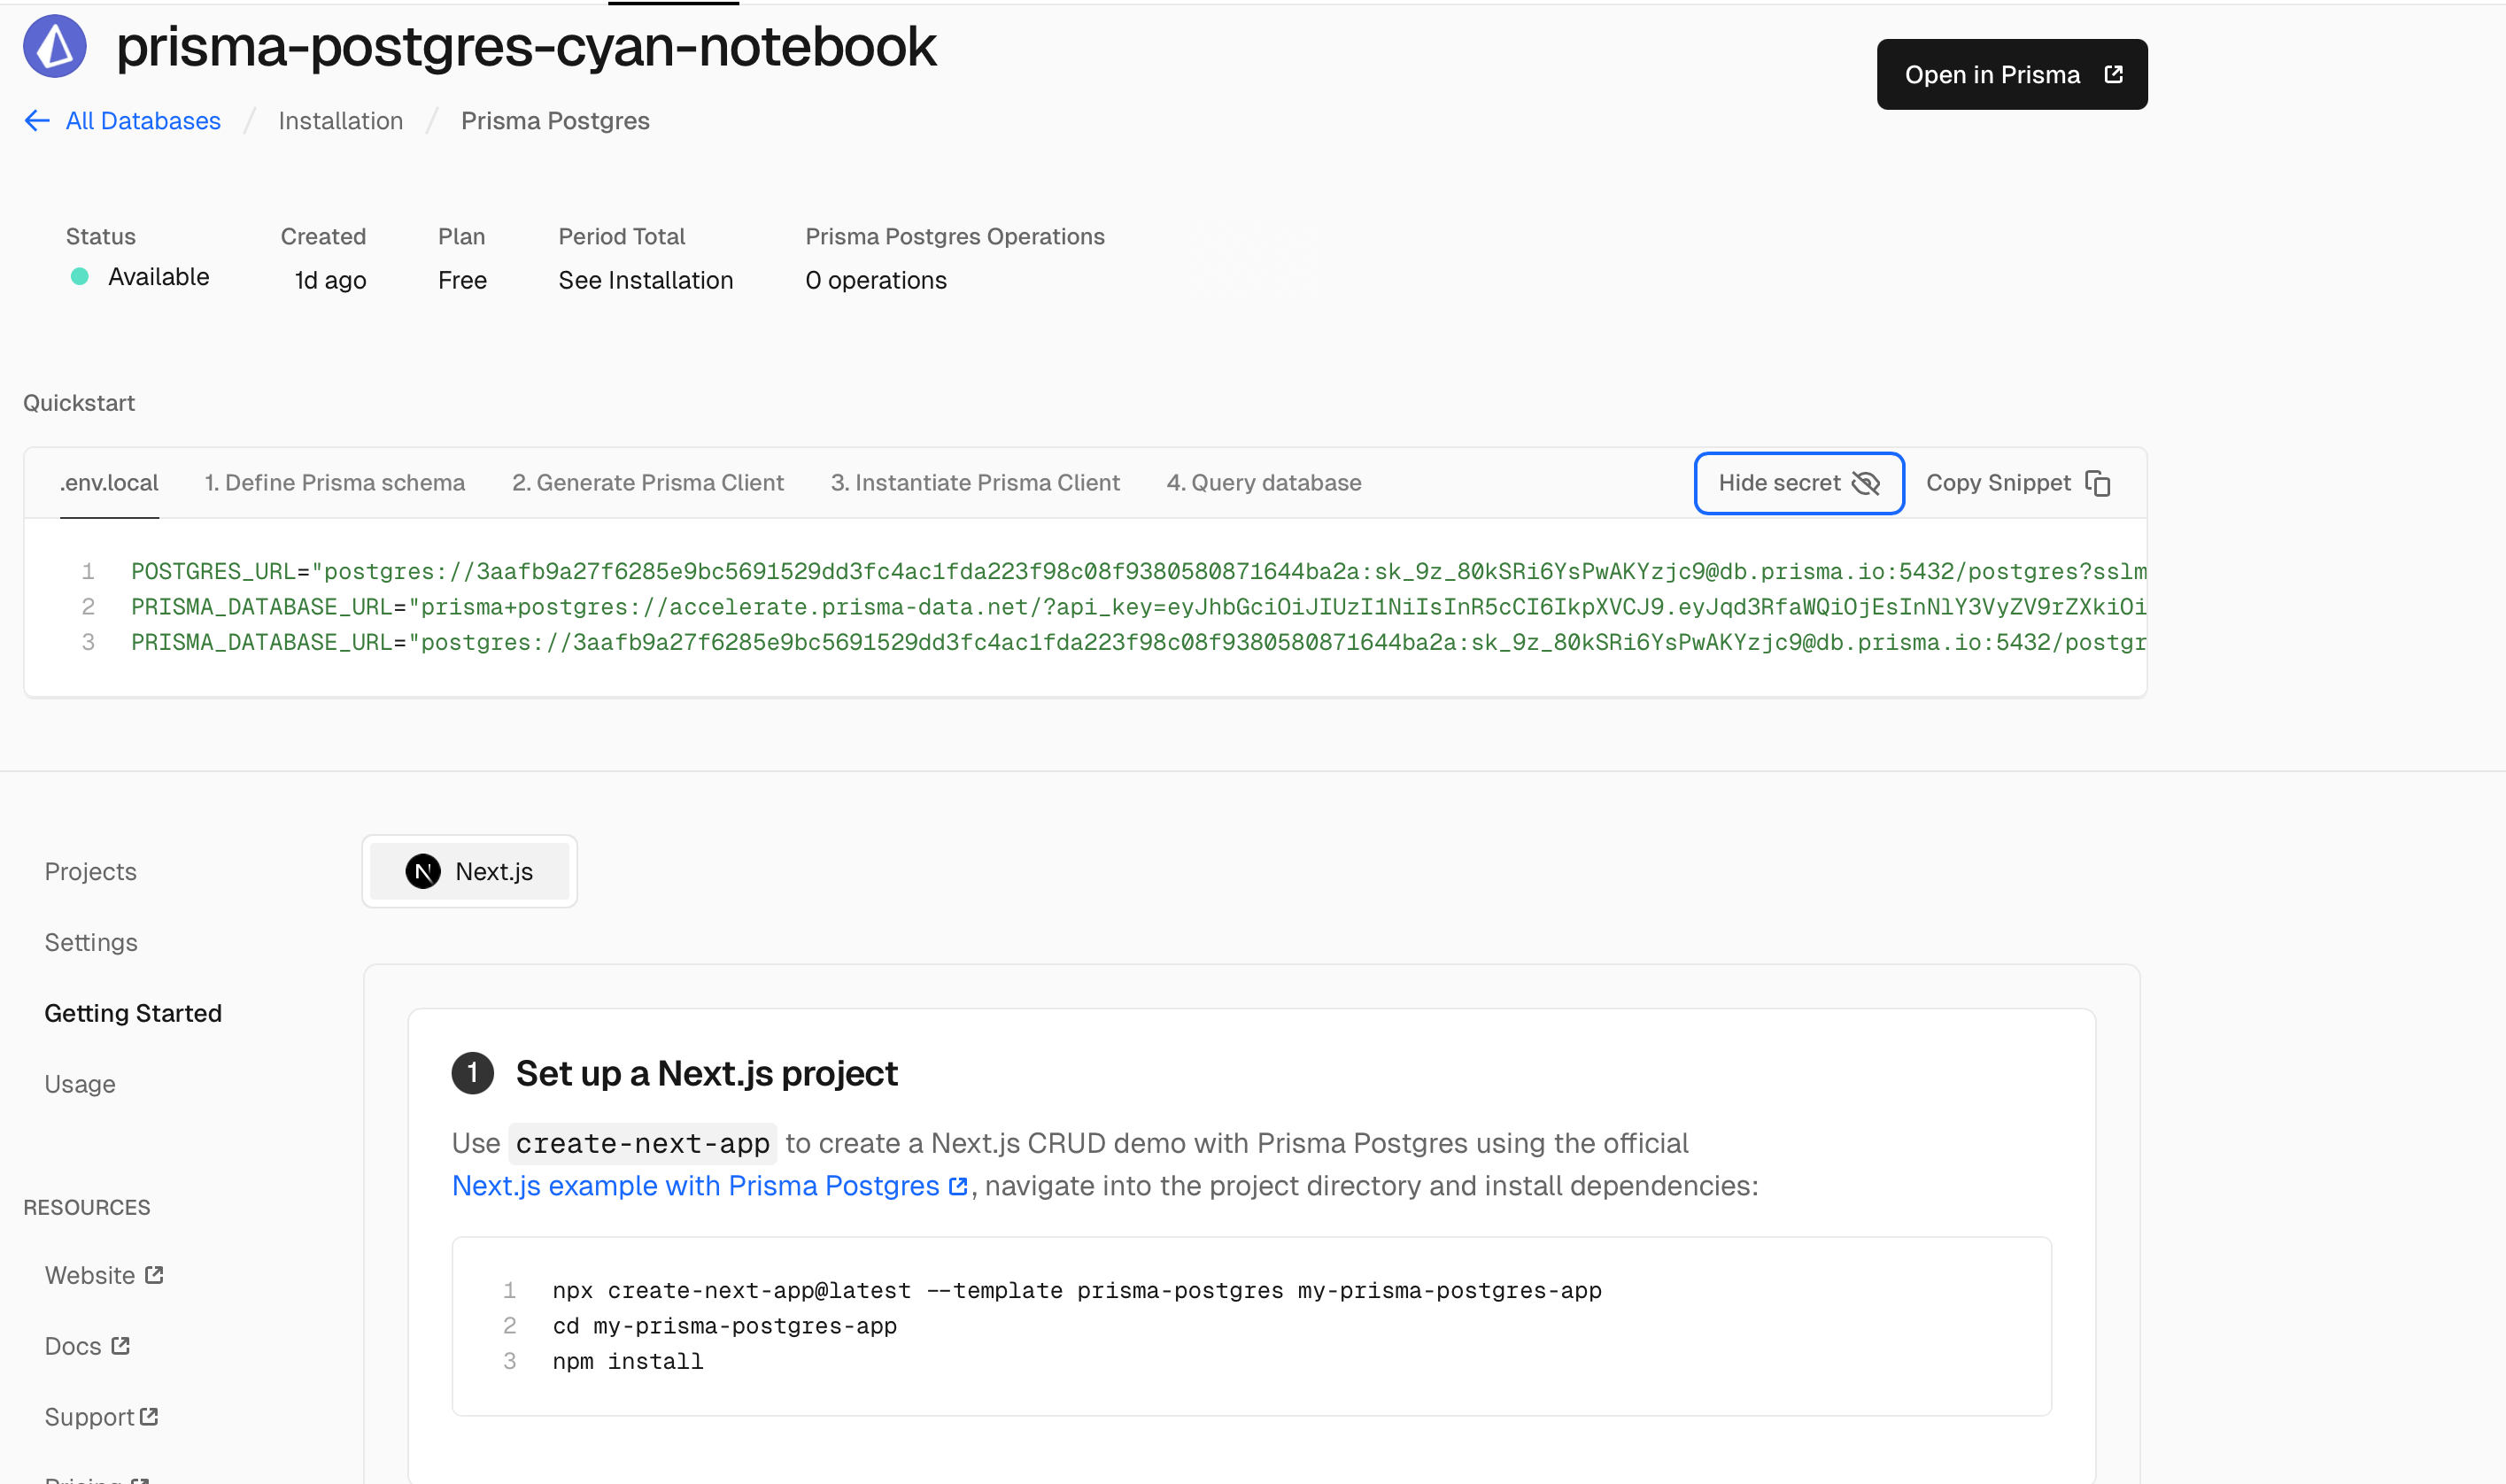 prisma-postgres-cyan-notebook
Open in Prisma
All Databases / Installation / Prisma Postgres
Status
Available
Created
1d ago
Plan
Free
Period Total
See Installation
Prisma Postgres Operations
0 operations
Quickstart
.env.local 1. Define Prisma schema 2. Generate Prisma Client 3. Instantiate Prisma Client 4. Query database Hide secret Copy Snippet
1 POSTGRES_URL="postgres://3aafb9a27f6285e9bc5691529dd3fc4ac1fda223f98c08f9380580871644ba2a:sk_9z_80kSRi6YsPwAKYzjc9@db.prisma.io:5432/postgres?sslm
2 PRISMA_DATABASE_URL="prisma+postgres://accelerate.prisma-data.net/?api_key=eyJhbGciOiJIUzI1NiIsInR5cCI6IkpXVCJ9.eyJqd3RfaWQiOjEsInNlY3VyZV9rZXkiOi
3 PRISMA_DATABASE_URL="postgres://3aafb9a27f6285e9bc5691529dd3fc4ac1fda223f98c08f9380580871644ba2a:sk_9z_80kSRi6YsPwAKYzjc9@db.prisma.io:5432/postgr
Projects
Settings
Getting Started
Usage
RESOURCES
Website
Docs
Support
Pricing
N Next.js
1 Set up a Next.js project
Use create-next-app to create a Next.js CRUD demo with Prisma Postgres using the official
Next.js example with Prisma Postgres , navigate into the project directory and install dependencies:
1 npx create-next-app@latest --template prisma-postgres my-prisma-postgres-app
2 cd my-prisma-postgres-app
3 npm install